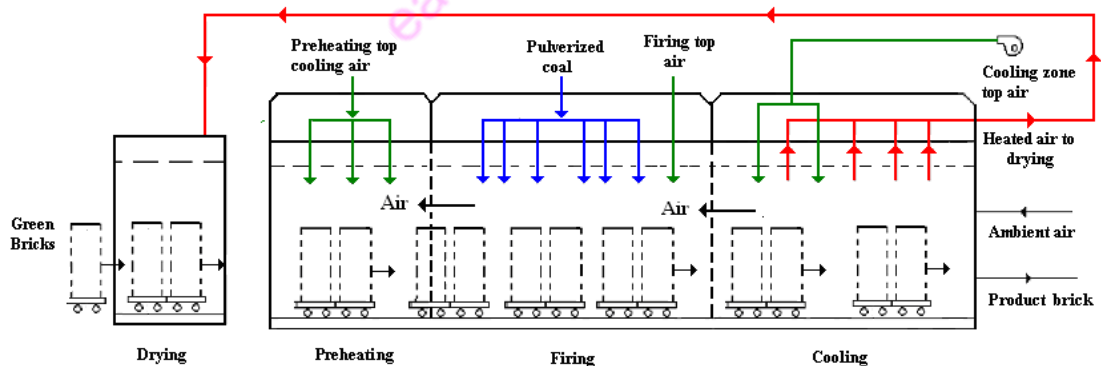 Preheating top
cooling air
Pulverized
coal
Firing top
air
Cooling zone
top air
Heated air to
drying
Green
Bricks
Air
Air
Ambient air
Product brick
Drying
Preheating
Firing
Cooling